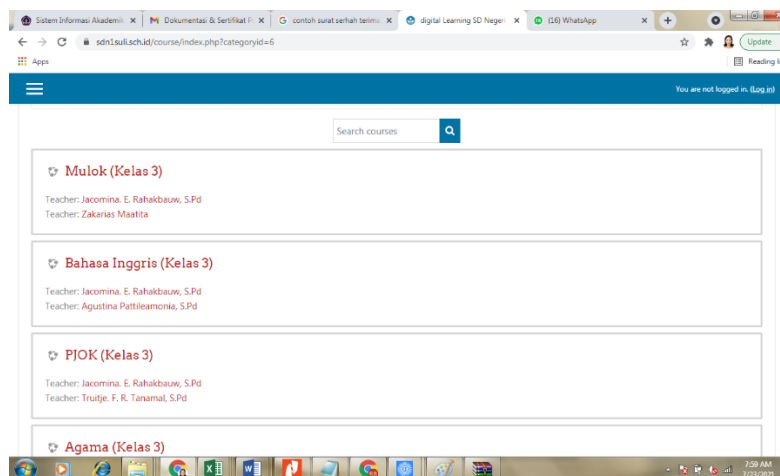 Sistem Informasi Akademi
Dokumentasi & Sertifikat P
contoh surat serhah terima
digital Learning SD Negeri
(16) WhatsApp
sdn1suli.sch.id/course/index.php?categoryid=6
Update
Apps
Reading li
You are not logged in. (Log in)
Search courses
Mulok (Kelas 3)
Teacher: Jacomina. E. Rahakbauw, S.Pd
Teacher: Zakarias Maatita
Bahasa Inggris (Kelas 3)
Teacher: Jacomina. E. Rahakbauw, S.Pd
Teacher: Agustina Pattileamonia, S.Pd
PJOK (Kelas 3)
Teacher: Jacomina. E. Rahakbauw, S.Pd
Teacher: Truitje. F. R. Tanamal, S.Pd
Agama (Kelas 3)
7:59 AM